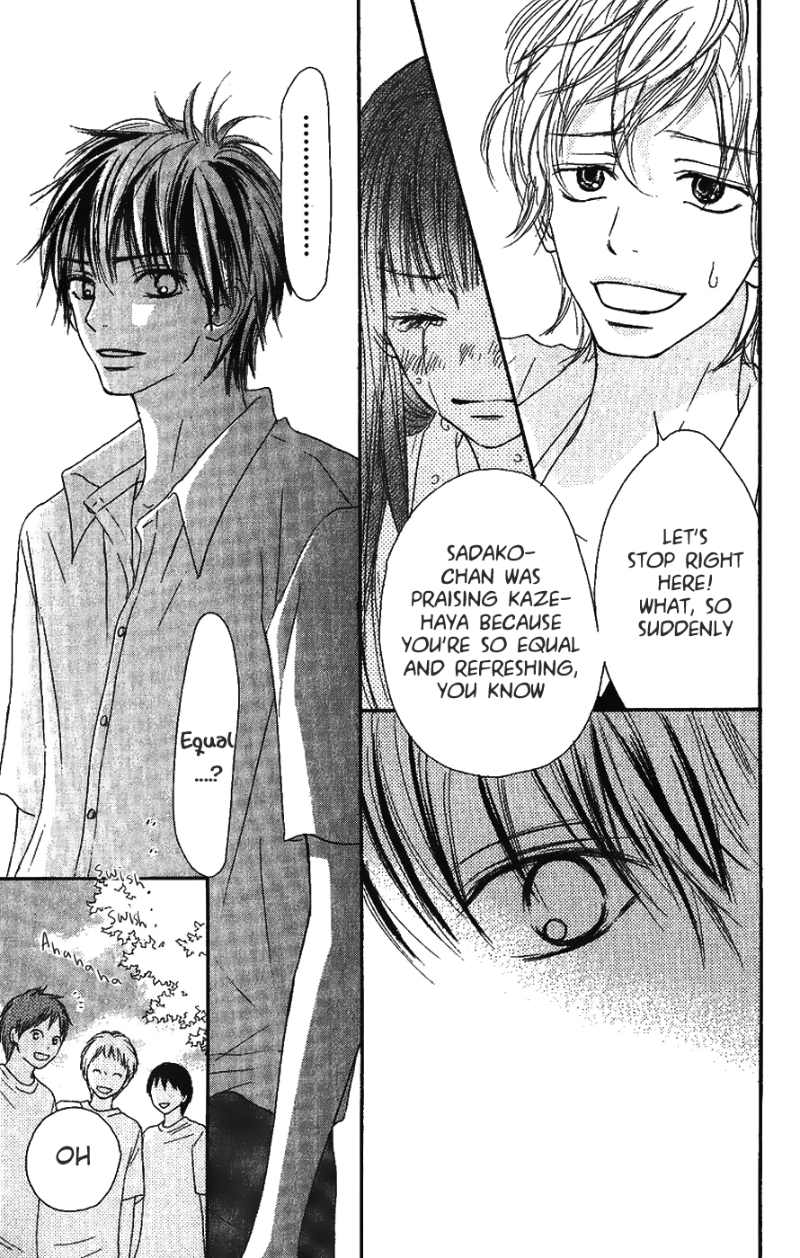 LET'S
STOP RIGHT
HERE!
WHAT, SO
SUDDENLY
SADAKO-
CHAN WAS
PRAISING KAZE-
HAYA BECAUSE
YOU'RE SO EQUAL
AND REFRESHING,
YOU KNOW
............
Equal
....?
Swish.
Swish.
Ahahaha
OH